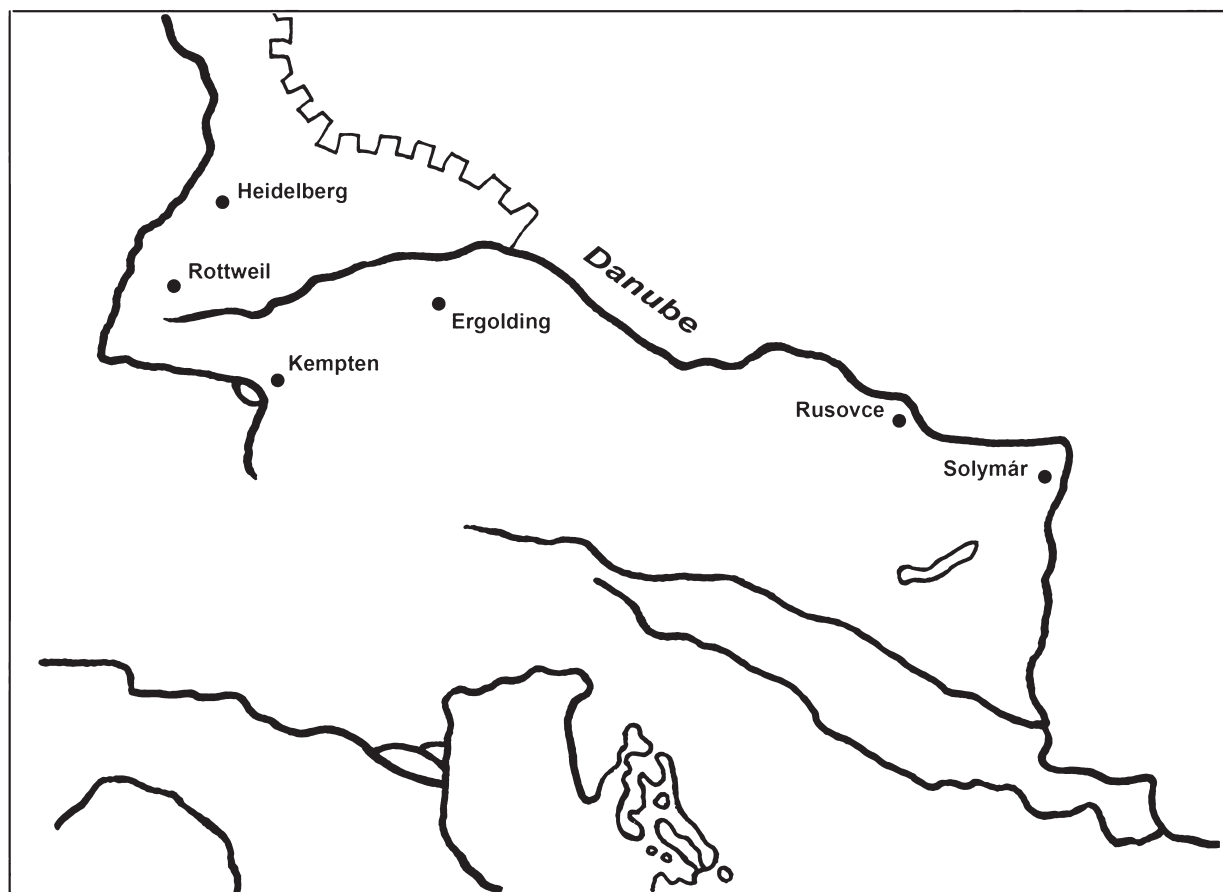 Heidelberg
Rottweil
Danube
Ergolding
Kempten
Rusovce
Solymár